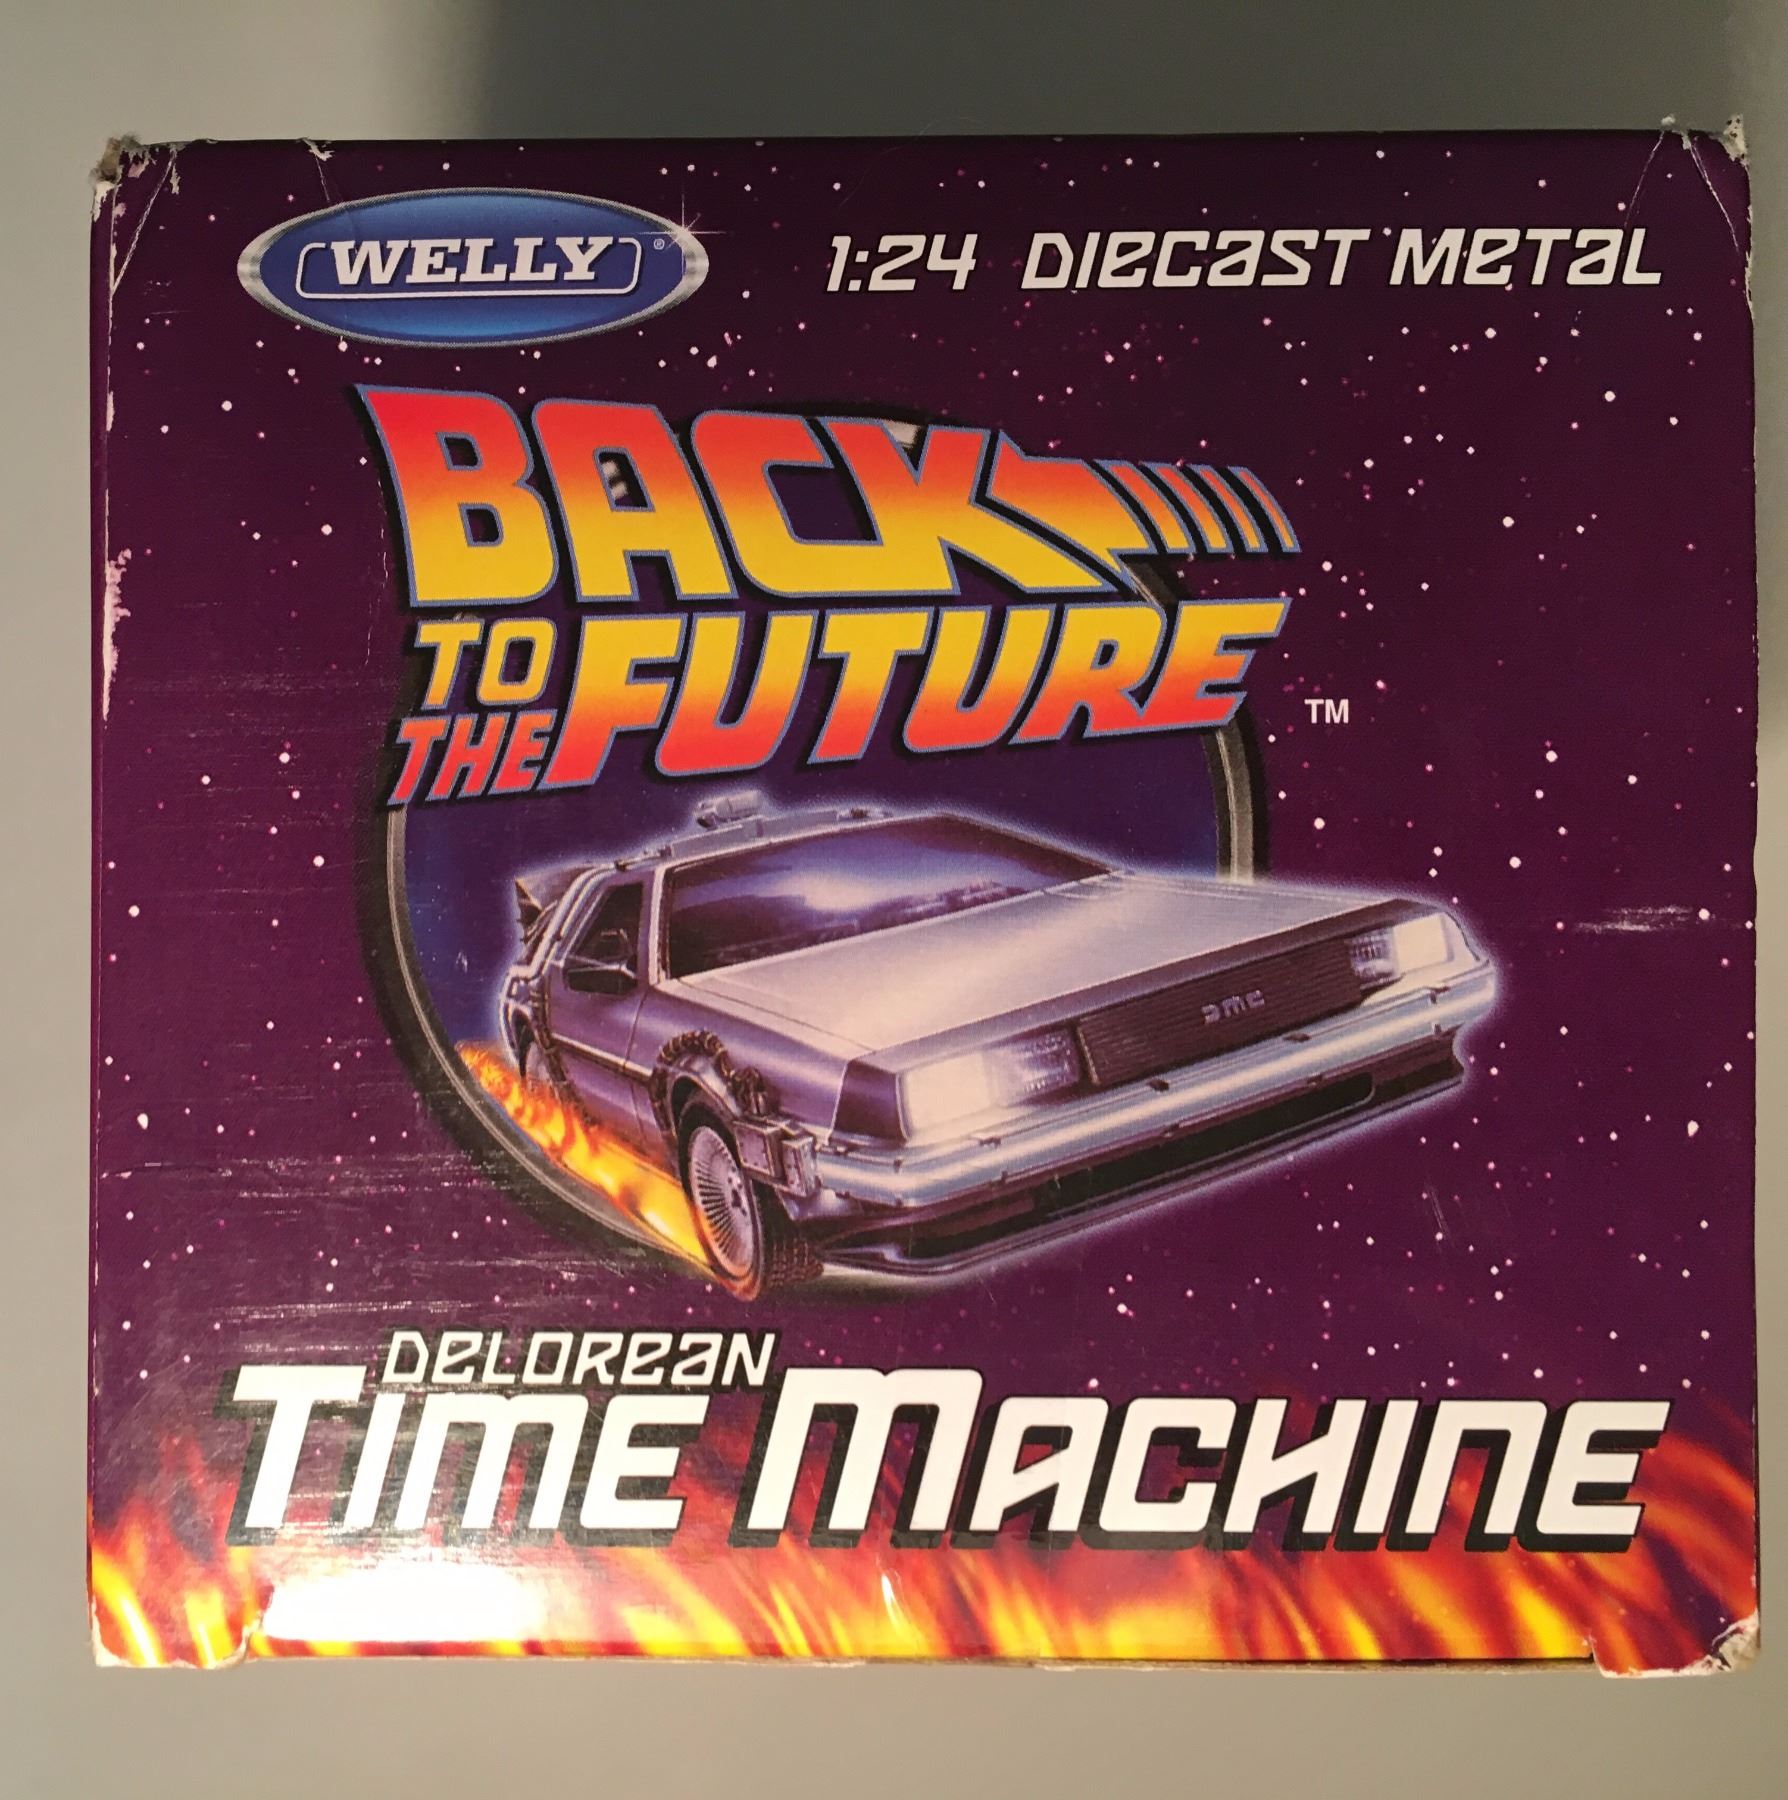 WELLY ®
1:24 DIECAST METAL
BACK
TO THE FUTURE ™
DMC
DELOREAN
TIME MACHINE